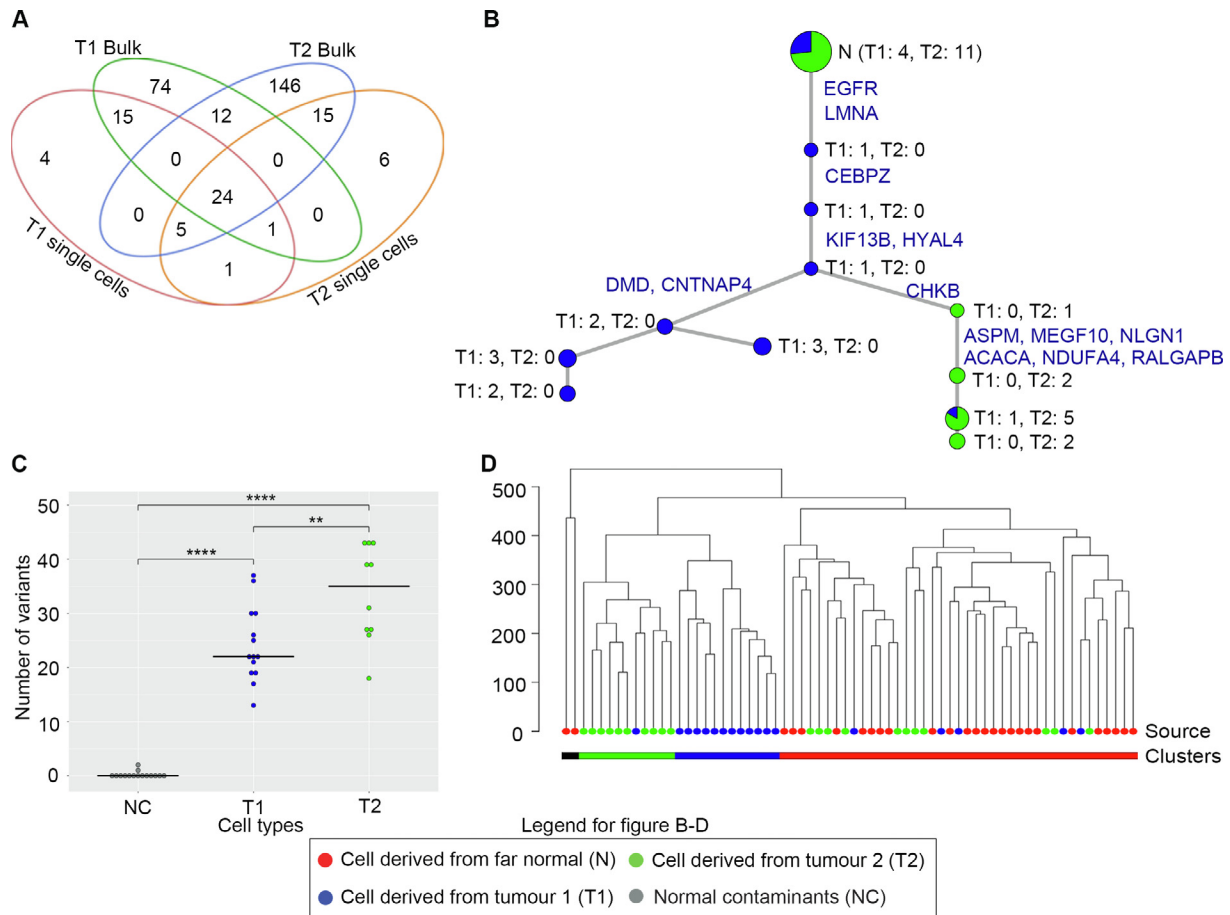 A
T1 Bulk
T2 Bulk
74
146
15
12
15
4
0
0
6
24
0
5
1
0
1
T1 single cells
T2 single cells
B
N (T1: 4, T2: 11)
EGFR
LMNA
T1: 1, T2: 0
CEBPZ
T1: 1, T2: 0
KIF13B, HYAL4
T1: 1, T2: 0
DMD, CNTNAP4
CHKB
T1: 2, T2: 0
T1: 0, T2: 1
ASPM, MEGF10, NLGN1
ACACA, NDUFA4, RALGAPB
T1: 3, T2: 0
T1: 3, T2: 0
T1: 0, T2: 2
T1: 2, T2: 0
T1: 1, T2: 5
T1: 0, T2: 2
C
Number of variants
50
40
30
20
10
0
****
**
****
NC
T1
T2
Cell types
D
500
400
300
200
100
0
Source
Clusters
Legend for figure B-D
Cell derived from far normal (N)
Cell derived from tumour 2 (T2)
Cell derived from tumour 1 (T1)
Normal contaminants (NC)